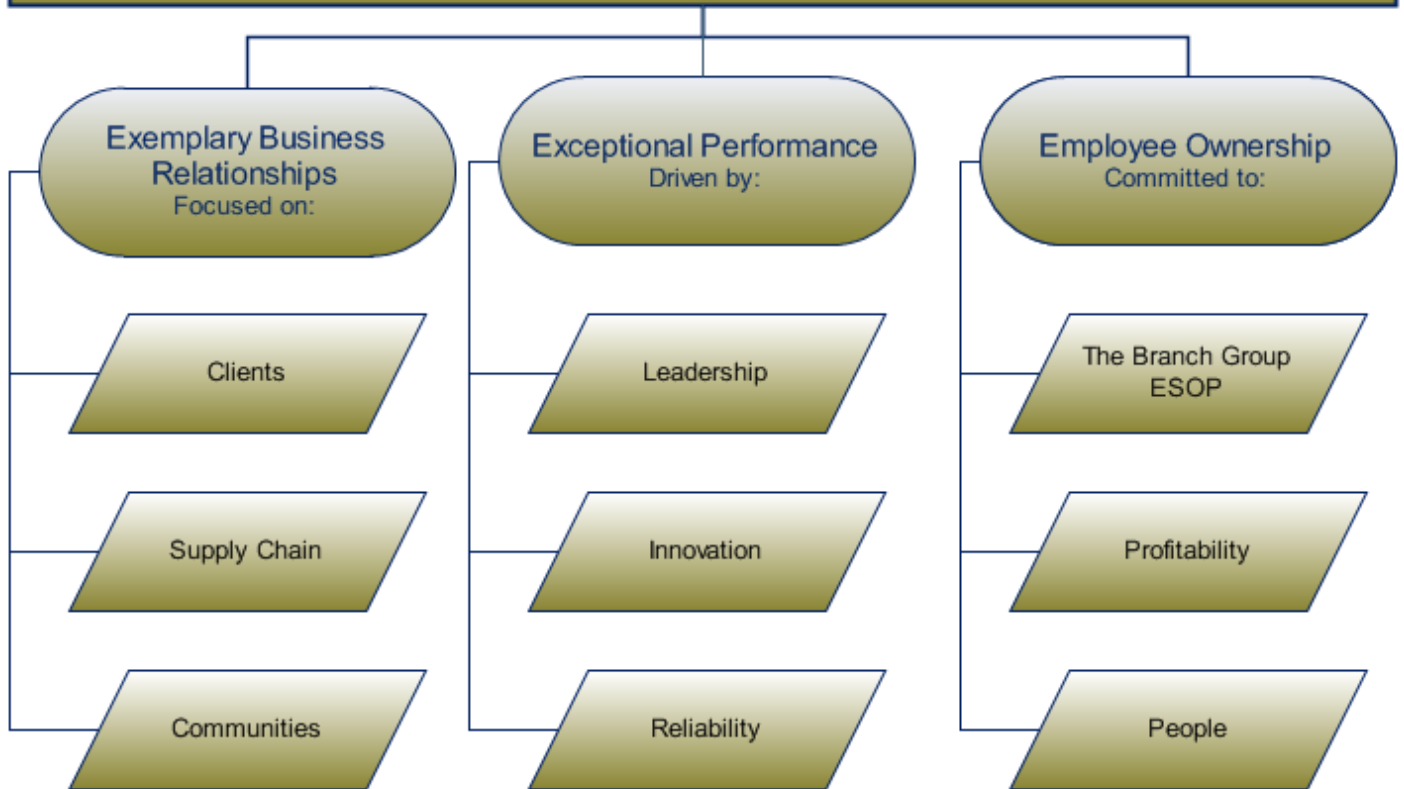 Exemplary Business
Relationships
Focused on:
Clients
Supply Chain
Communities
Exceptional Performance
Driven by:
Leadership
Innovation
Reliability
Employee Ownership
Committed to:
The Branch Group
ESOP
Profitability
People